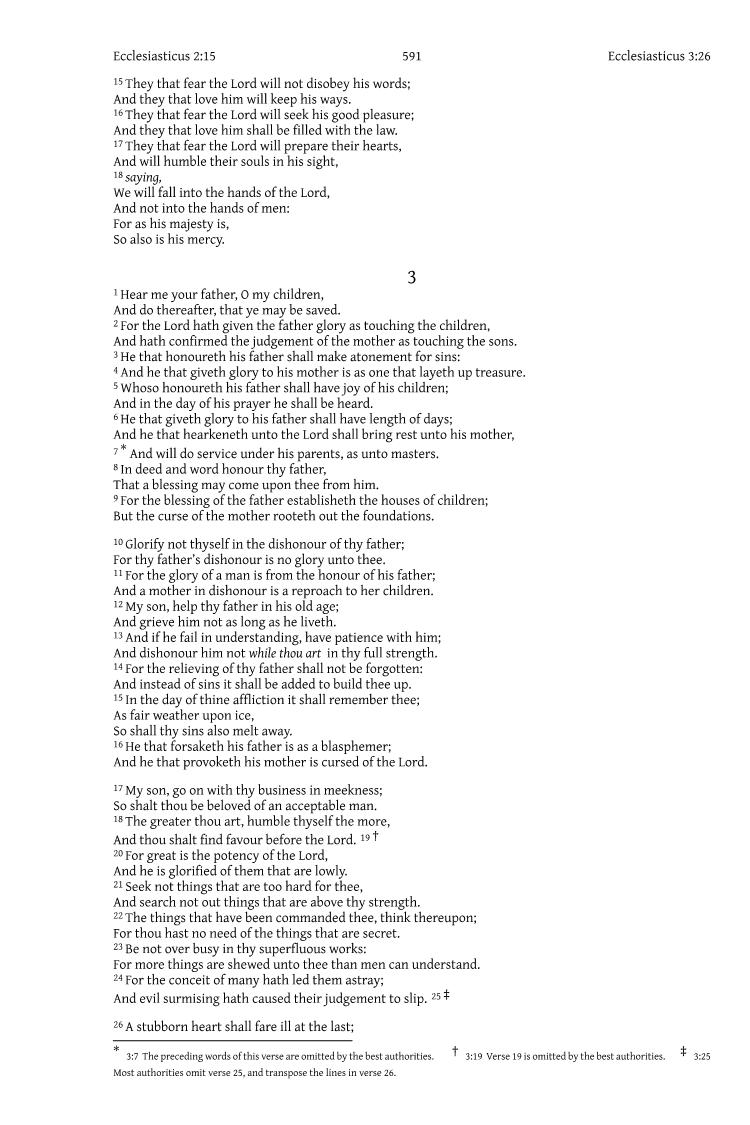 Ecclesiasticus 2:15 591 Ecclesiasticus 3:26
15 They that fear the Lord will not disobey his words;
And they that love him will keep his ways.
16 They that fear the Lord will seek his good pleasure;
And they that love him shall be filled with the law.
17 They that fear the Lord will prepare their hearts,
And will humble their souls in his sight,
18 saying,
We will fall into the hands of the Lord,
And not into the hands of men:
For as his majesty is,
So also is his mercy.
3
1 Hear me your father, O my children,
And do thereafter, that ye may be saved.
2 For the Lord hath given the father glory as touching the children,
And hath confirmed the judgement of the mother as touching the sons.
3 He that honoureth his father shall make atonement for sins:
4 And he that giveth glory to his mother is as one that layeth up treasure.
5 Whoso honoureth his father shall have joy of his children;
And in the day of his prayer he shall be heard.
6 He that giveth glory to his father shall have length of days;
And he that hearkeneth unto the Lord shall bring rest unto his mother,
7 * And will do service under his parents, as unto masters.
8 In deed and word honour thy father,
That a blessing may come upon thee from him.
9 For the blessing of the father establisheth the houses of children;
But the curse of the mother rooteth out the foundations.
10 Glorify not thyself in the dishonour of thy father;
For thy father's dishonour is no glory unto thee.
11 For the glory of a man is from the honour of his father;
And a mother in dishonour is a reproach to her children.
12 My son, help thy father in his old age;
And grieve him not as long as he liveth.
13 And if he fail in understanding, have patience with him;
And dishonour him not while thou art in thy full strength.
14 For the relieving of thy father shall not be forgotten:
And instead of sins it shall be added to build thee up.
15 In the day of thine affliction it shall remember thee;
As fair weather upon ice,
So shall thy sins also melt away.
16 He that forsaketh his father is as a blasphemer;
And he that provoketh his mother is cursed of the Lord.
17 My son, go on with thy business in meekness;
So shalt thou be beloved of an acceptable man.
18 The greater thou art, humble thyself the more,
And thou shalt find favour before the Lord. 19 †
20 For great is the potency of the Lord,
And he is glorified of them that are lowly.
21 Seek not things that are too hard for thee,
And search not out things that are above thy strength.
22 The things that have been commanded thee, think thereupon;
For thou hast no need of the things that are secret.
23 Be not over busy in thy superfluous works:
For more things are shewed unto thee than men can understand.
24 For the conceit of many hath led them astray;
And evil surmising hath caused their judgement to slip. 25 ‡
26 A stubborn heart shall fare ill at the last;
* 3:7 The preceding words of this verse are omitted by the best authorities. † 3:19 Verse 19 is omitted by the best authorities. ‡ 3:25
Most authorities omit verse 25, and transpose the lines in verse 26.